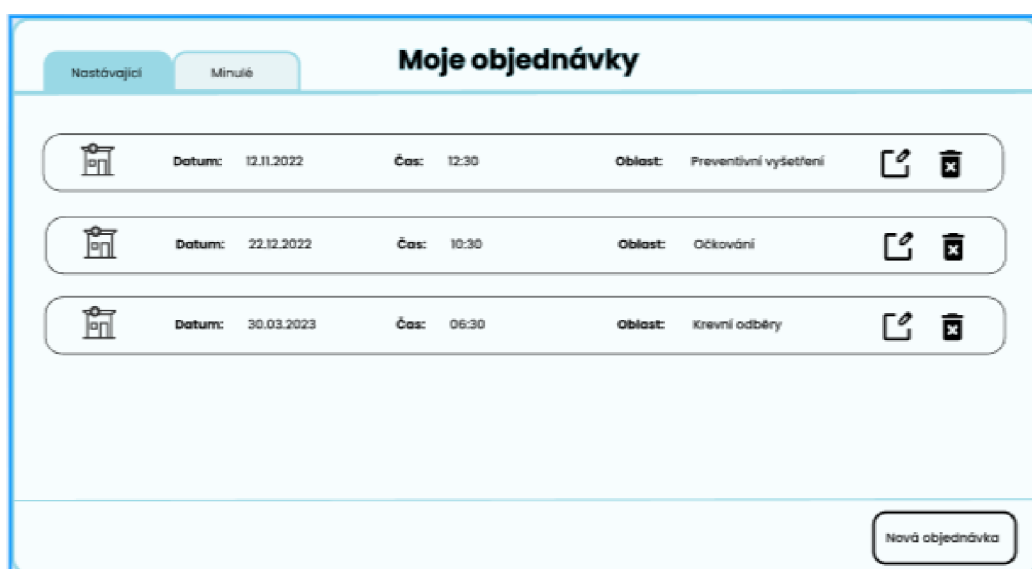 Moje objednávky
Nastávající Minulé
Datum: 12.11.2022 Čas: 12:30 Oblast: Preventivní vyšetření
Datum: 22.12.2022 Čas: 10:30 Oblast: Očkování
Datum: 30.03.2023 Čas: 06:30 Oblast: Krevní odběry
Nová objednávka